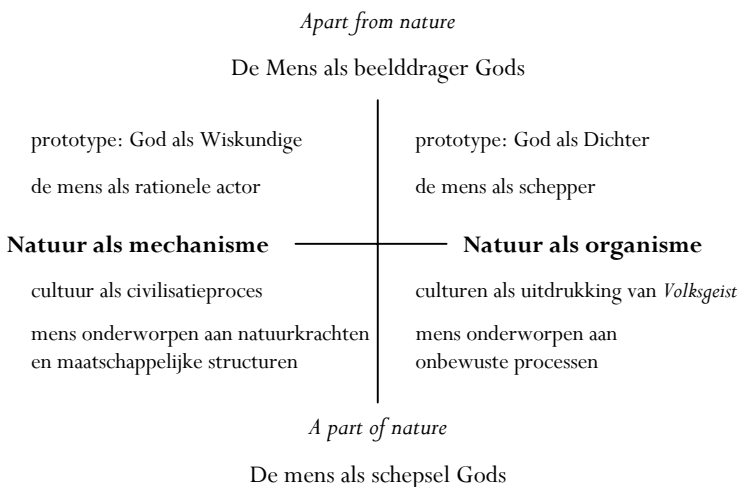 Apart from nature
De Mens als beelddrager Gods
prototype: God als Wiskundige
de mens als rationele actor
prototype: God als Dichter
de mens als schepper
Natuur als mechanisme
Natuur als organisme
cultuur als civilisatieproces
mens onderworpen aan natuurkrachten
en maatschappelijke structuren
culturen als uitdrukking van Volksgeist
mens onderworpen aan
onbewuste processen
A part of nature
De mens als schepsel Gods